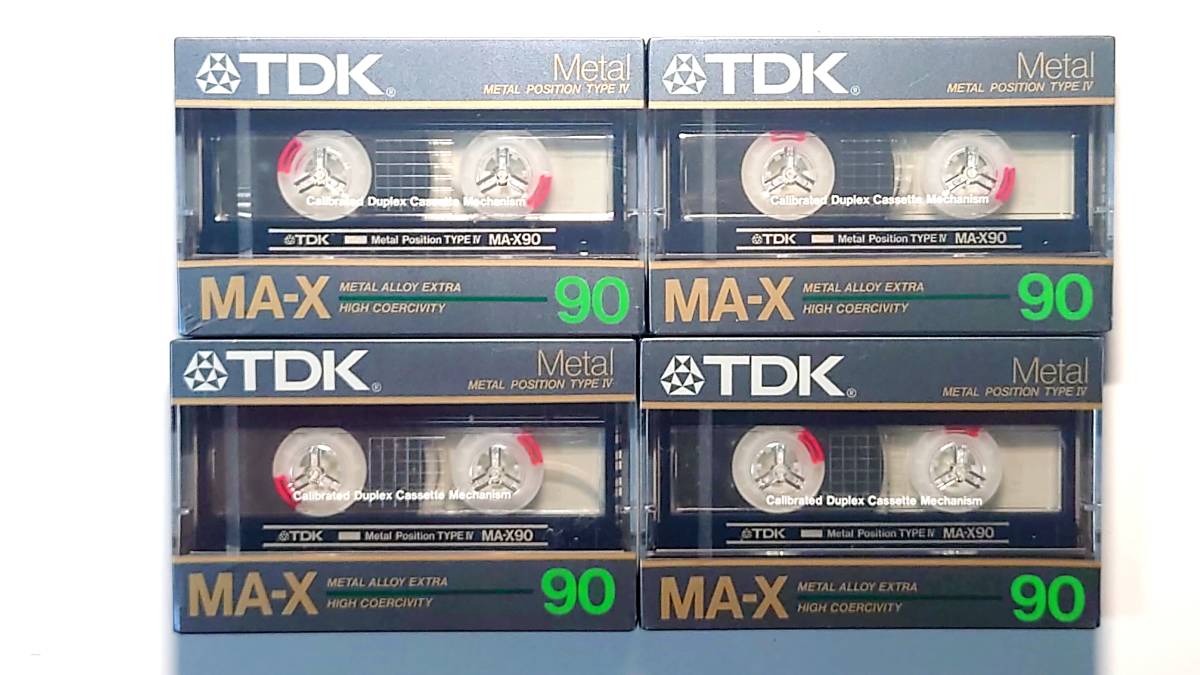 TDK® Metal
METAL POSITION TYPE IV
Calibrated Duplex Cassette Mechanism
TDK Metal Position TYPE IV MA-X90
MA-X METAL ALLOY EXTRA 90
HIGH COERCIVITY
TDK® Metal
METAL POSITION TYPE IV
Calibrated Duplex Cassette Mechanism
TDK Metal Position TYPE IV MA-X90
MA-X METAL ALLOY EXTRA 90
HIGH COERCIVITY
TDK® Metal
METAL POSITION TYPE IV
Calibrated Duplex Cassette Mechanism
TDK Metal Position TYPE IV MA-X90
MA-X METAL ALLOY EXTRA 90
HIGH COERCIVITY
TDK® Metal
METAL POSITION TYPE IV
Calibrated Duplex Cassette Mechanism
TDK Metal Position TYPE IV MA-X90
MA-X METAL ALLOY EXTRA 90
HIGH COERCIVITY